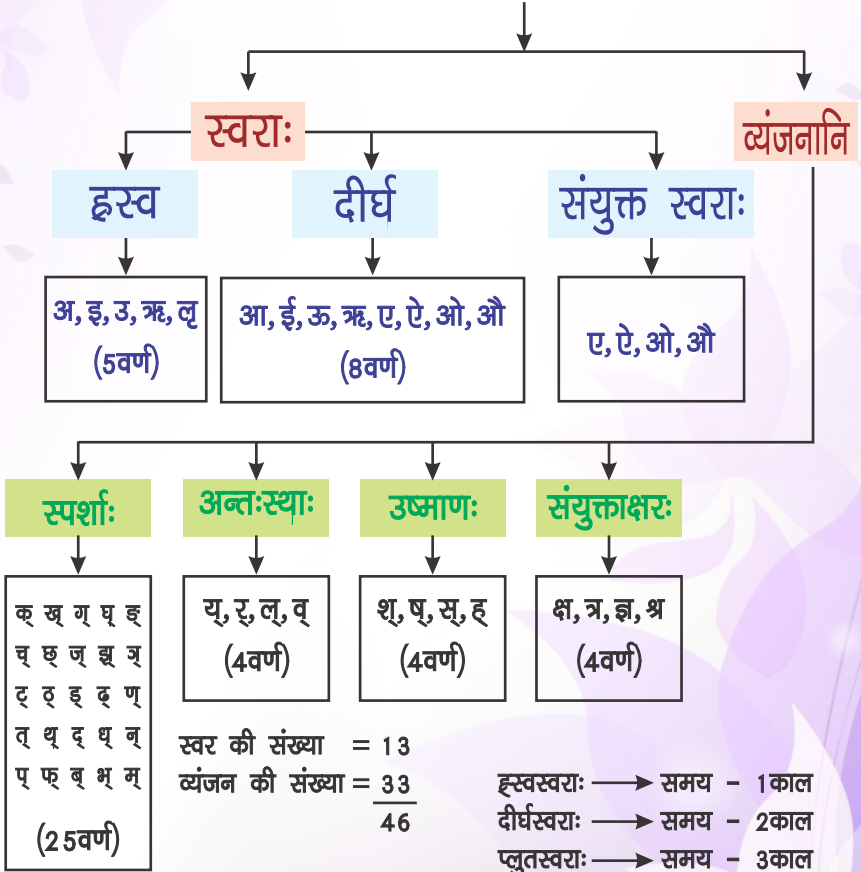 स्वराः
व्यंजनानि
ह्रस्व
दीर्घ
संयुक्त स्वराः
अ, इ, उ, ऋ, लृ
(5वर्ण)
आ, ई, ऊ, ऋ, ए, ऐ, ओ, औ
(8वर्ण)
ए, ऐ, ओ, औ
स्पर्शाः
अन्तःस्थाः
उष्माणः
संयुक्ताक्षरः
क् ख् ग् घ् ङ्
च् छ् ज् झ् ञ्
ट् ठ् ड् ढ् ण्
त् थ् द् ध् न्
प् फ् ब् भ् म्
(25वर्ण)
य्, र्, ल्, व्
(4वर्ण)
श्, ष्, स्, ह्
(4वर्ण)
क्ष, त्र, ज्ञ, श्र
(4वर्ण)
स्वर की संख्या = 13
व्यंजन की संख्या = 33
46
ह्स्वस्वराः → समय - 1काल
दीर्घस्वराः → समय - 2काल
प्लुतस्वराः → समय - 3काल